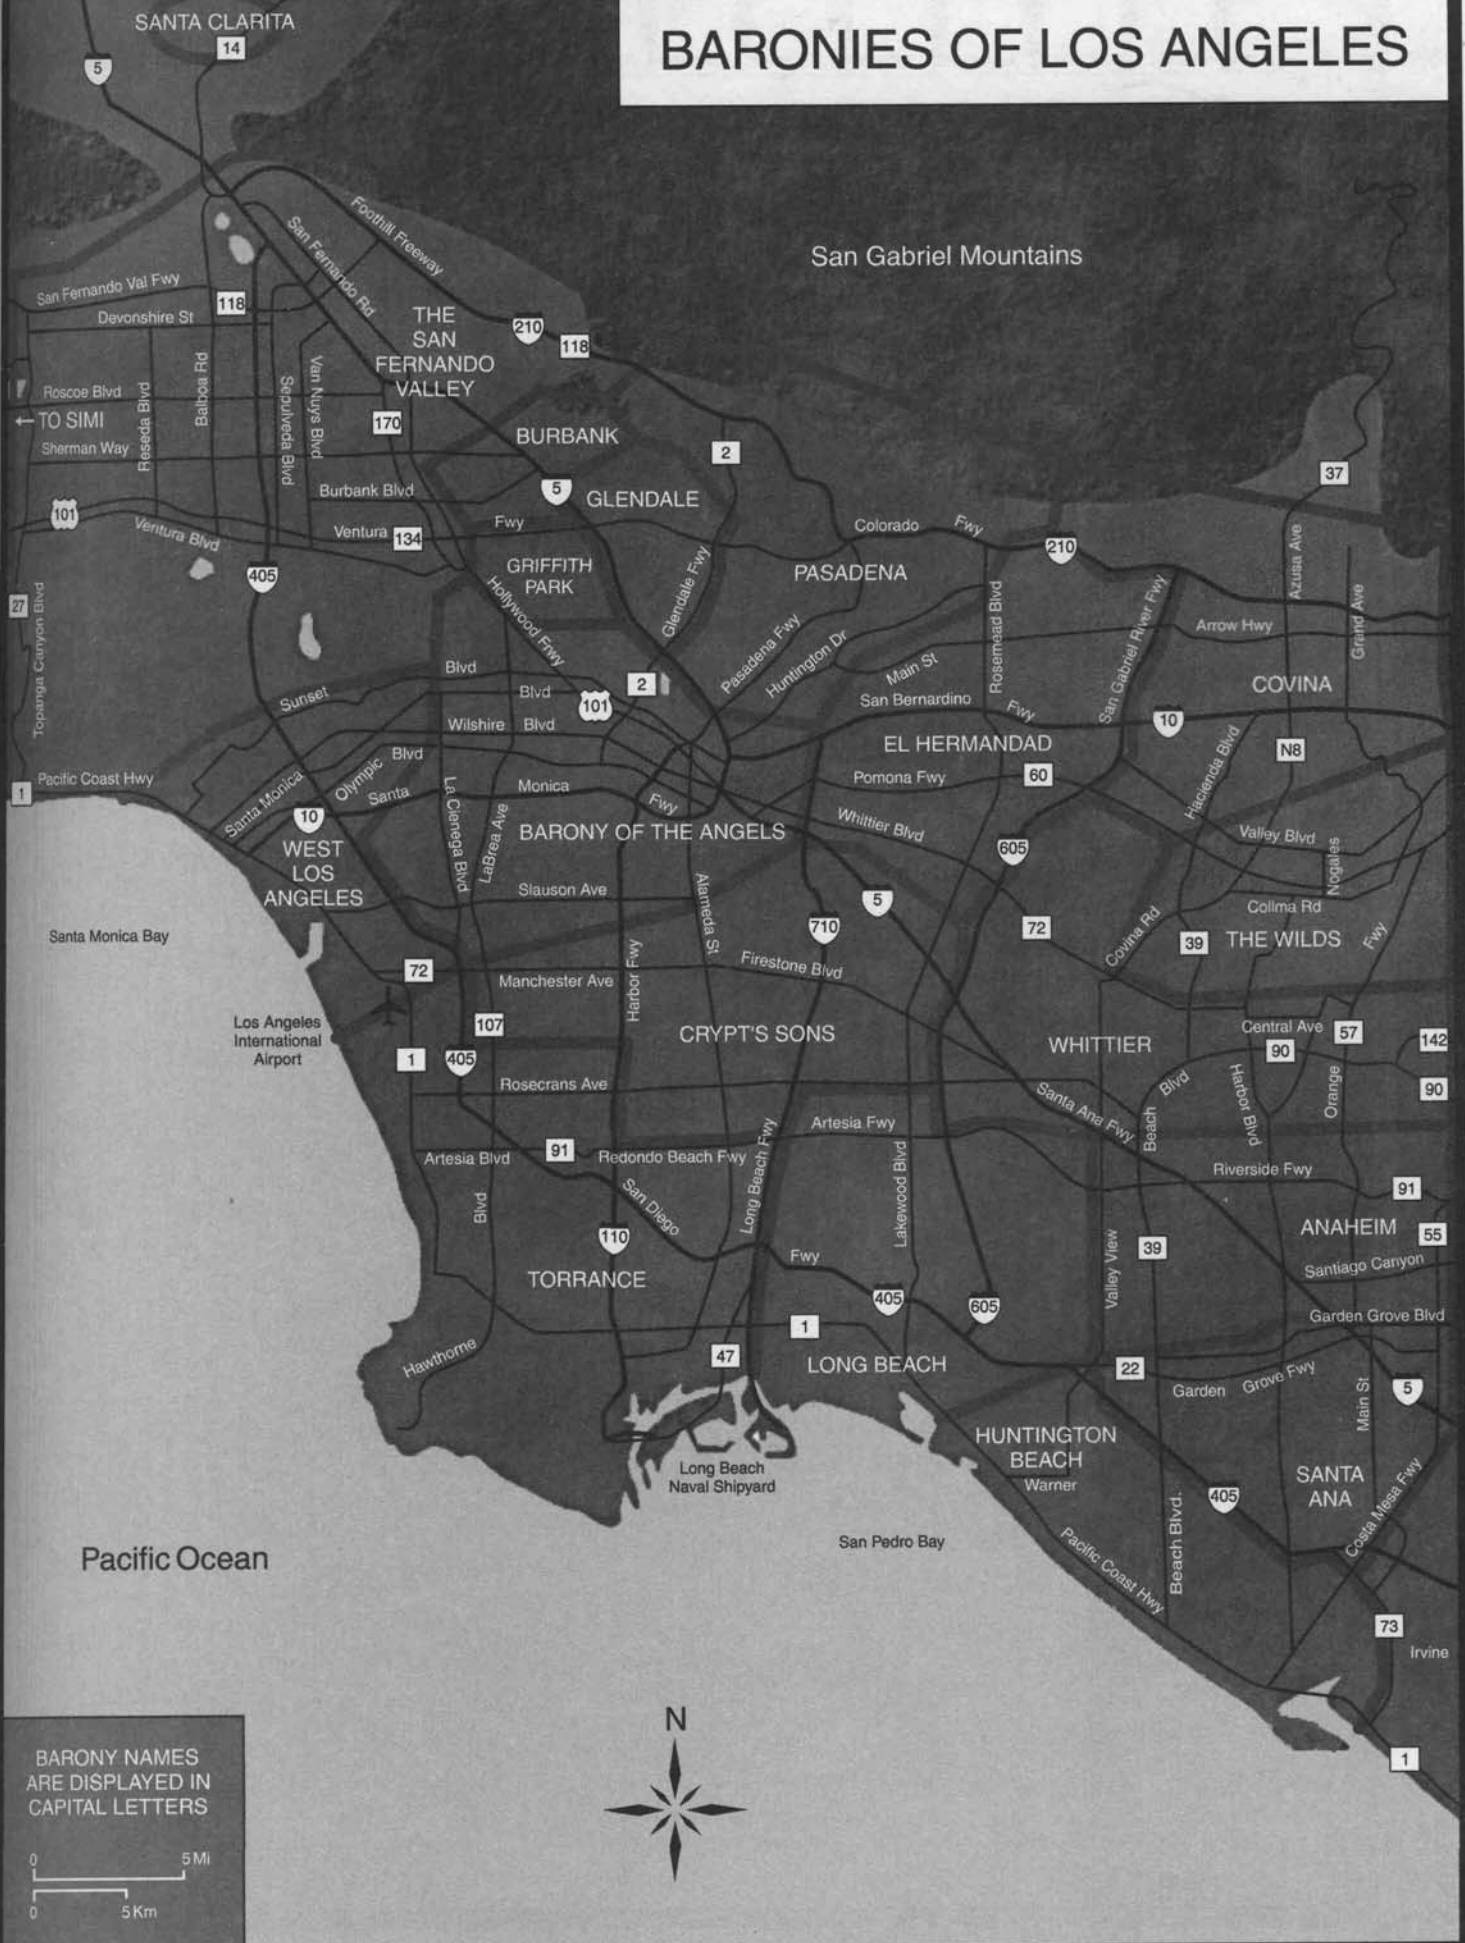 BARONIES OF LOS ANGELES
SANTA CLARITA
14
5
San Gabriel Mountains
Foothill Freeway
San Fernando Rd
San Fernando Val Fwy
118
Devonshire St
THE
SAN
FERNANDO
VALLEY
210
118
Roscoe Blvd
Reseda Blvd
Balboa Rd
Sepulveda Blvd
Van Nuys Blvd
← TO SIMI
170
Sherman Way
BURBANK
2
37
Burbank Blvd
5
GLENDALE
101
Ventura Blvd
Ventura
134
Fwy
Colorado
Fwy
210
Azusa Ave
405
GRIFFITH
PARK
Hollywood Frwy
Glendale Fwy
PASADENA
Rosemead Blvd
San Gabriel River Fwy
Grand Ave
27
Topanga Canyon Blvd
Pasadena Fwy
Huntington Dr
Arrow Hwy
Main St
Blvd
Sunset
Blvd
2
101
San Bernardino
Fwy
COVINA
10
Wilshire
Blvd
EL HERMANDAD
N8
Blvd
Pacific Coast Hwy
1
Santa Monica
Olympic
Santa
Monica
Fwy
Pomona Fwy
60
Hacienda Blvd
10
La Cienega Blvd
LaBrea Ave
BARONY OF THE ANGELS
Whittier Blvd
Valley Blvd
WEST
LOS
ANGELES
605
Nogales
Slauson Ave
Alameda St
5
Collma Rd
Santa Monica Bay
710
72
Covina Rd
39
THE WILDS
Fwy
72
Manchester Ave
Harbor Fwy
Firestone Blvd
Los Angeles
International
Airport
107
CRYPT'S SONS
WHITTIER
Central Ave
57
142
1
405
90
Rosecrans Ave
Blvd
Harbor Blvd
Orange
90
Santa Ana Fwy
Beach
Artesia Fwy
Artesia Blvd
91
Redondo Beach Fwy
Long Beach Fwy
Lakewood Blvd
Riverside Fwy
91
Blvd
San Diego
110
ANAHEIM
55
Fwy
Valley View
39
Santiago Canyon
TORRANCE
405
605
Garden Grove Blvd
1
Hawthorne
47
LONG BEACH
22
Garden
Grove Fwy
5
Main St
HUNTINGTON
BEACH
Warner
Long Beach
Naval Shipyard
SANTA
ANA
405
Costa Mesa Fwy
San Pedro Bay
Pacific Ocean
Pacific Coast Hwy
Beach Blvd.
73
Irvine
N
1
BARONY NAMES
ARE DISPLAYED IN
CAPITAL LETTERS
0 5 Mi
0 5 Km